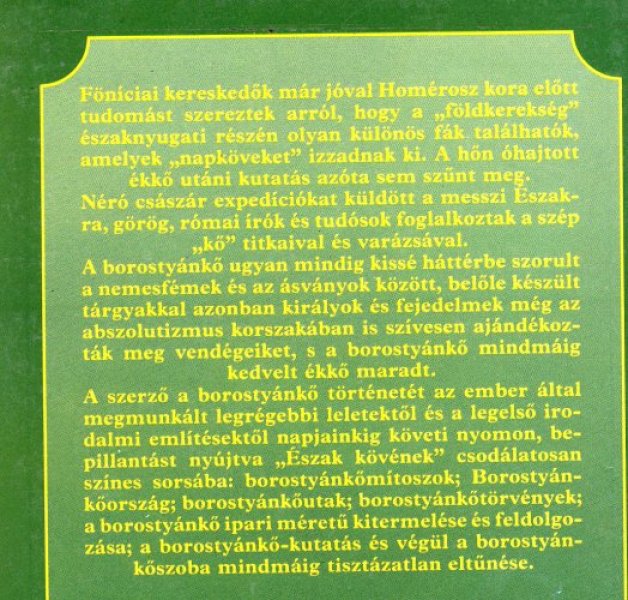 Föníciai kereskedők már jóval Homérosz kora előtt
tudomást szereztek arról, hogy a „földkerekség”
északnyugati részén olyan különös fák találhatók,
amelyek „napköveket” izzadnak ki. A hőn óhajtott
ékkő utáni kutatás azóta sem szűnt meg.
Néró császár expedíciókat küldött a messzi Észak-
ra, görög, római írók és tudósok foglalkoztak a szép
„kő” titkaival és varázsával.
A borostyánkő ugyan mindig kissé háttérbe szorult
a nemesfémek és az ásványok között, belőle készült
tárgyakkal azonban királyok és fejedelmek még az
abszolutizmus korszakában is szívesen ajándékoz-
ták meg vendégeiket, s a borostyánkő mindmáig
kedvelt ékkő maradt.
A szerző a borostyánkő történetét az ember által
megmunkált legrégebbi leletektől és a legelső iro-
dalmi említésektől napjainkig követi nyomon, be-
pillantást nyújtva „Észak kövének” csodálatosan
színes sorsába: borostyánkőmítoszok; Borostyán-
kőország; borostyánkőutak; borostyánkőtörvények;
a borostyánkő ipari méretű kitermelése és feldolgo-
zása; a borostyánkő-kutatás és végül a borostyán-
kőszoba mindmáig tisztázatlan eltűnése.